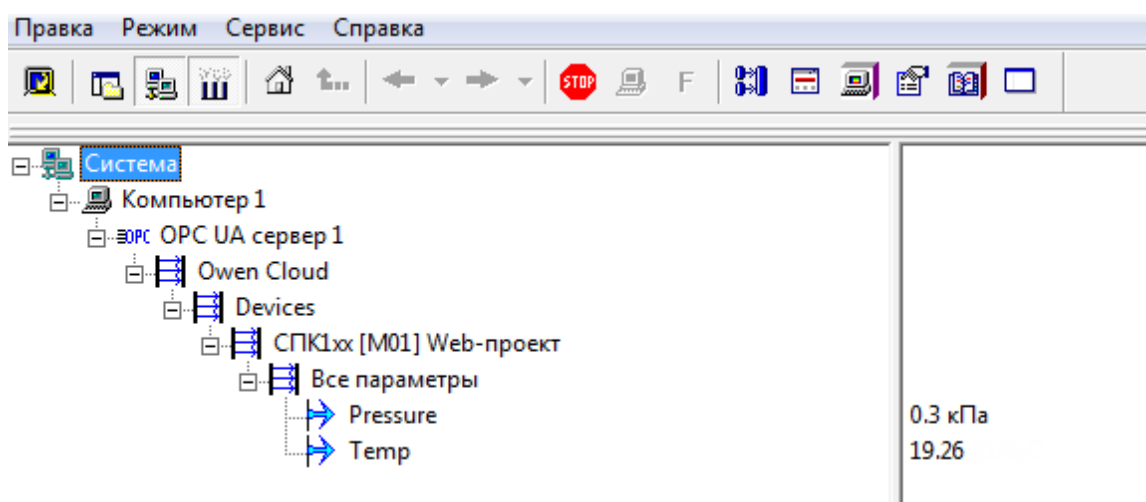 Правка Режим Сервис Справка
STOP F
Система
Компьютер 1
OPC OPC UA сервер 1
Owen Cloud
Devices
СПК1xx [M01] Web-проект
Все параметры
Pressure 0.3 кПа
Temp 19.26